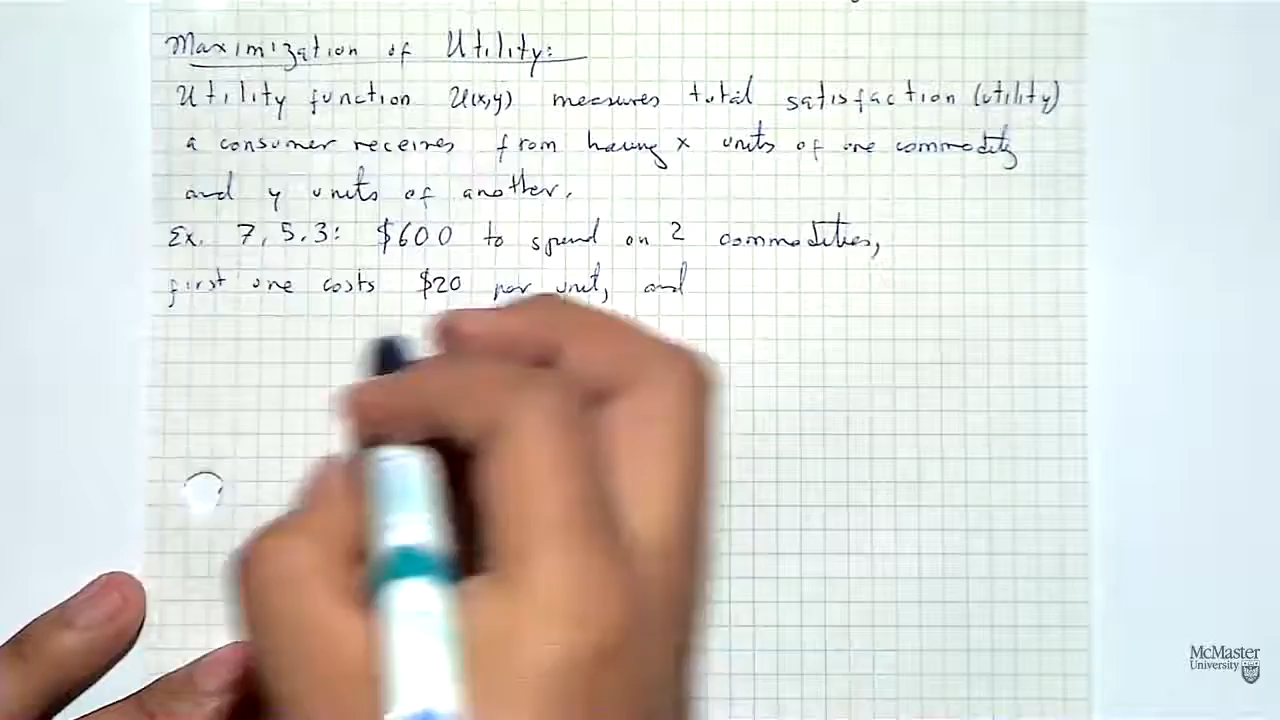 Maximization of Utility:
Utility function U(x,y) measures total satisfaction (utility)
a consumer receives from having x units of one commodity
and y units of another.
Ex. 7.5.3: $600 to spend on 2 commodities,
first one costs $20 per unit, and
McMaster
University